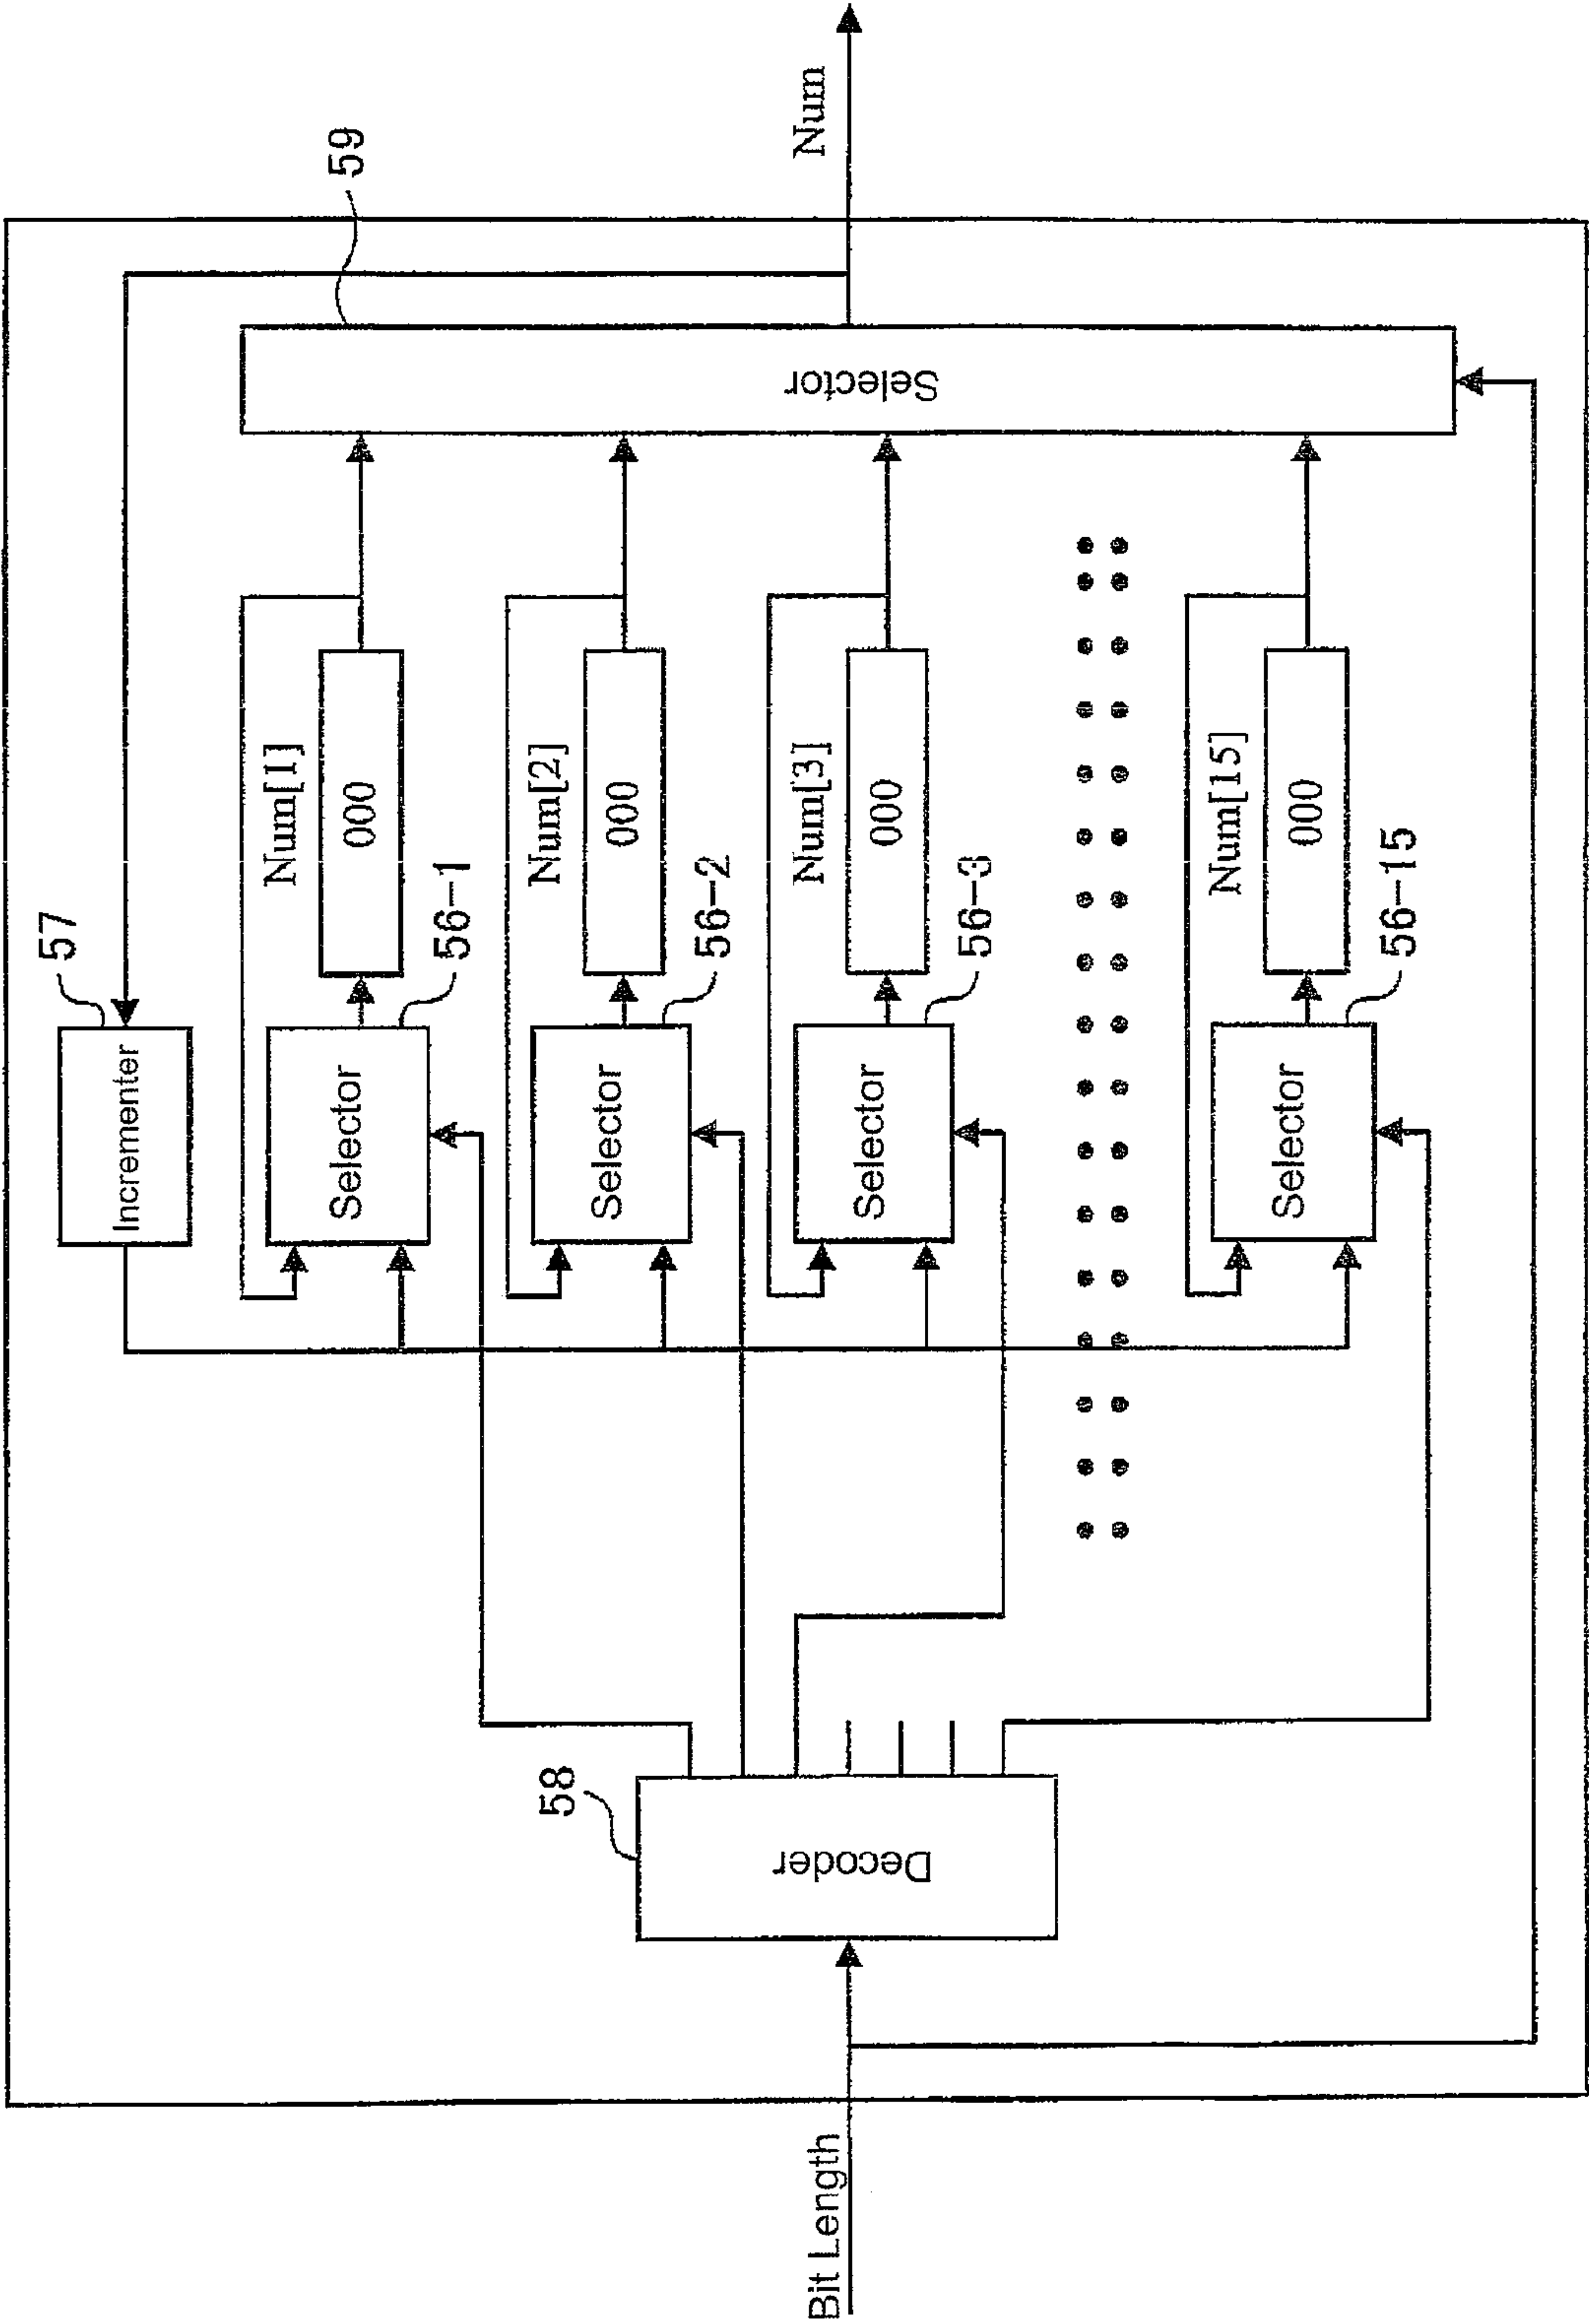 Bit Length
Decoder
58
Incrementer
57
Selector
56-1
Num[1]
000
Selector
56-2
Num[2]
000
Selector
56-3
Num[3]
000
Selector
56-15
Num[15]
000
Selector
59
Num